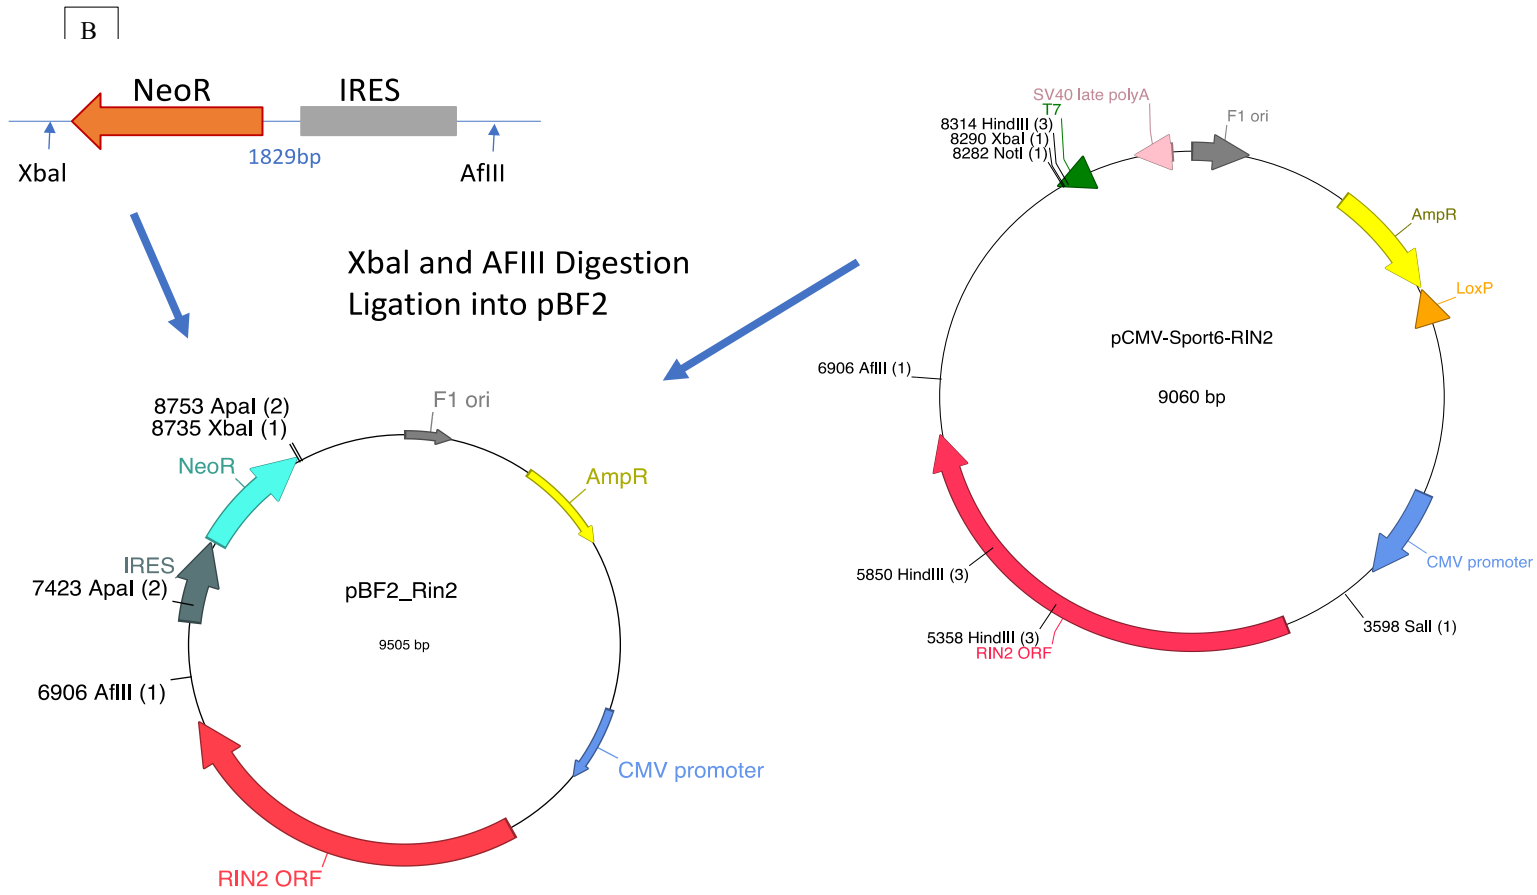 B
NeoR IRES
1829bp
XbaI AflII
XbaI and AFlII Digestion
Ligation into pBF2
SV40 late polyA
T7
8314 HindIII (3)
8290 XbaI (1)
8282 NotI (1)
F1 ori
AmpR
LoxP
pCMV-Sport6-RIN2
6906 AflII (1)
9060 bp
CMV promoter
5850 HindIII (3)
3598 SalI (1)
5358 HindIII (3)
RIN2 ORF
F1 ori
8753 ApaI (2)
8735 XbaI (1)
NeoR
AmpR
IRES
7423 ApaI (2)
pBF2_Rin2
9505 bp
6906 AflII (1)
CMV promoter
RIN2 ORF